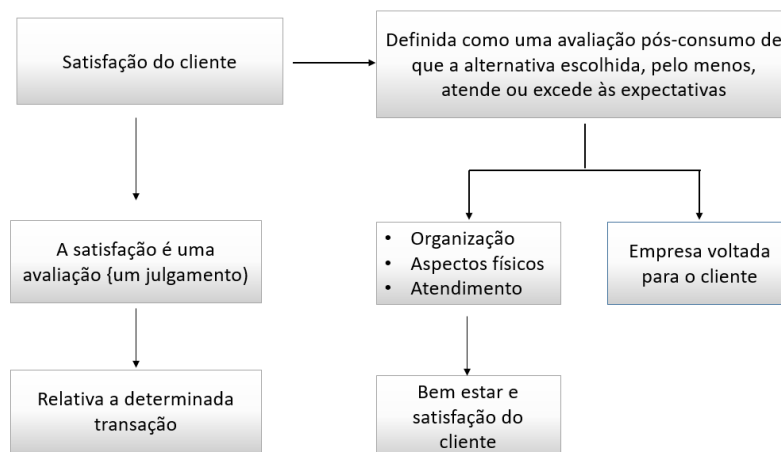 Satisfação do cliente
Definida como uma avaliação pós-consumo de
que a alternativa escolhida, pelo menos,
atende ou excede às expectativas
A satisfação é uma
avaliação {um julgamento)
• Organização
• Aspectos físicos
• Atendimento
Empresa voltada
para o cliente
Relativa a determinada
transação
Bem estar e
satisfação do
cliente